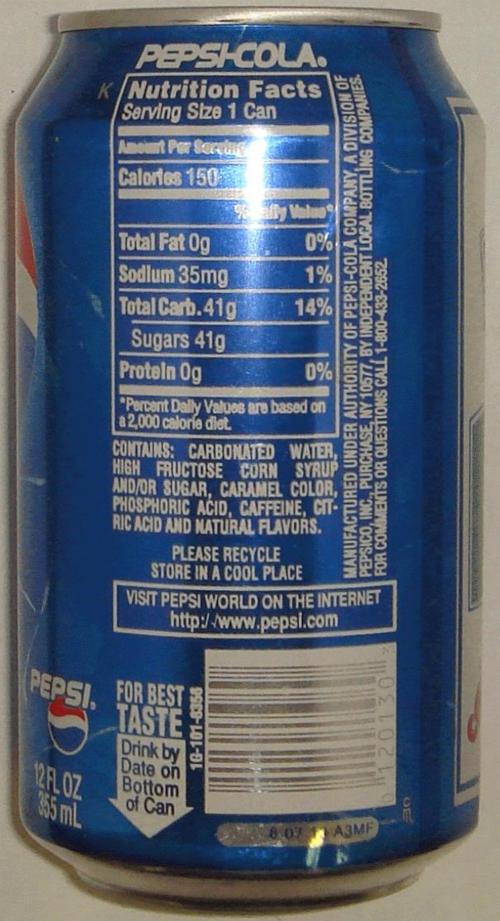 PEPSI-COLA®
K
Nutrition Facts
Serving Size 1 Can
Amount Per Serving
Calories 150
% Daily Value*
Total Fat 0g 0%
Sodium 35mg 1%
Total Carb. 41g 14%
Sugars 41g
Protein 0g 0%
*Percent Daily Values are based on
a 2,000 calorie diet.
CONTAINS: CARBONATED WATER,
HIGH FRUCTOSE CORN SYRUP
AND/OR SUGAR, CARAMEL COLOR,
PHOSPHORIC ACID, CAFFEINE, CIT-
RIC ACID AND NATURAL FLAVORS.
PLEASE RECYCLE
STORE IN A COOL PLACE
VISIT PEPSI WORLD ON THE INTERNET
http://www.pepsi.com
MANUFACTURED UNDER AUTHORITY OF PEPSI-COLA COMPANY, A DIVISION OF
PEPSICO, INC., PURCHASE, NY 10577, BY INDEPENDENT LOCAL BOTTLING COMPANIES.
FOR COMMENTS OR QUESTIONS CALL 1-800-433-2652.
PEPSI®
12 FL OZ
355 mL
FOR BEST
TASTE
Drink by
Date on
Bottom
of Can
0 120130
A3MF